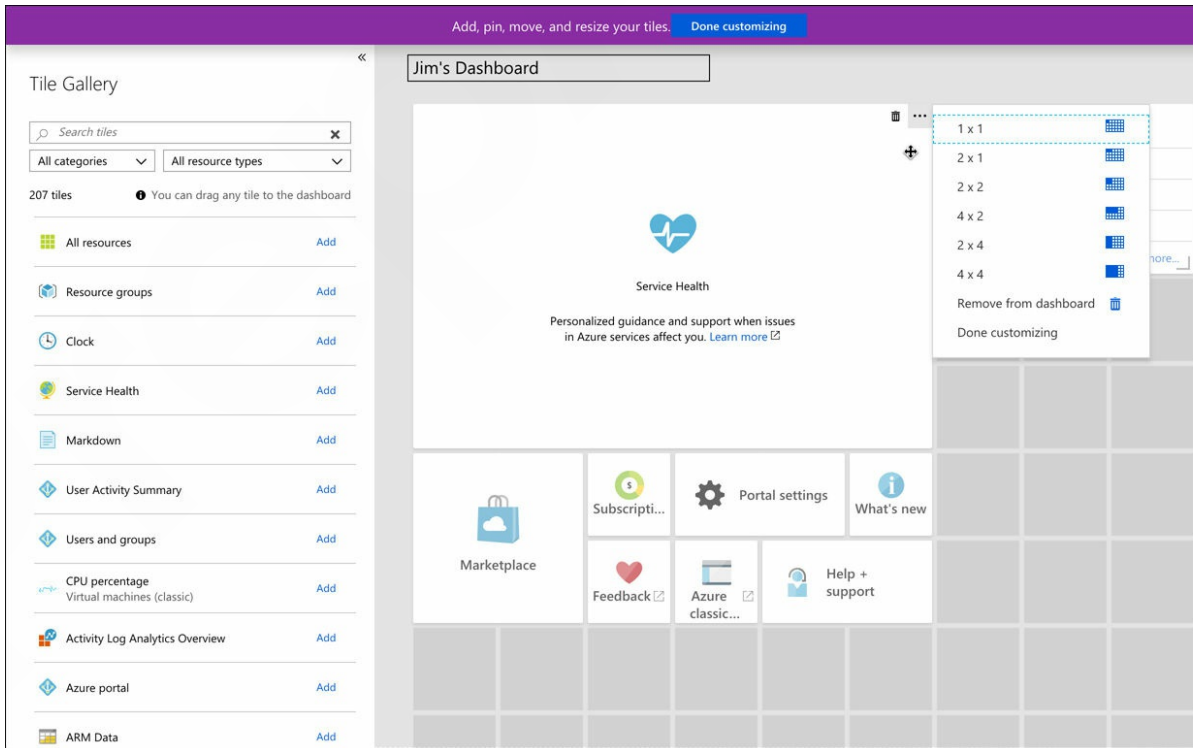 Add, pin, move, and resize your tiles. Done customizing
«
Tile Gallery
Search tiles
All categories
All resource types
207 tiles
You can drag any tile to the dashboard
All resources Add
Resource groups Add
Clock Add
Service Health Add
Markdown Add
User Activity Summary Add
Users and groups Add
CPU percentage
Virtual machines (classic) Add
Activity Log Analytics Overview Add
Azure portal Add
ARM Data Add
Jim's Dashboard
Service Health
Personalized guidance and support when issues
in Azure services affect you. Learn more
1 x 1
2 x 1
2 x 2
4 x 2
2 x 4
4 x 4
Remove from dashboard
Done customizing
Marketplace
$
Subscripti...
Portal settings
What's new
Feedback
Azure
classic...
Help +
support